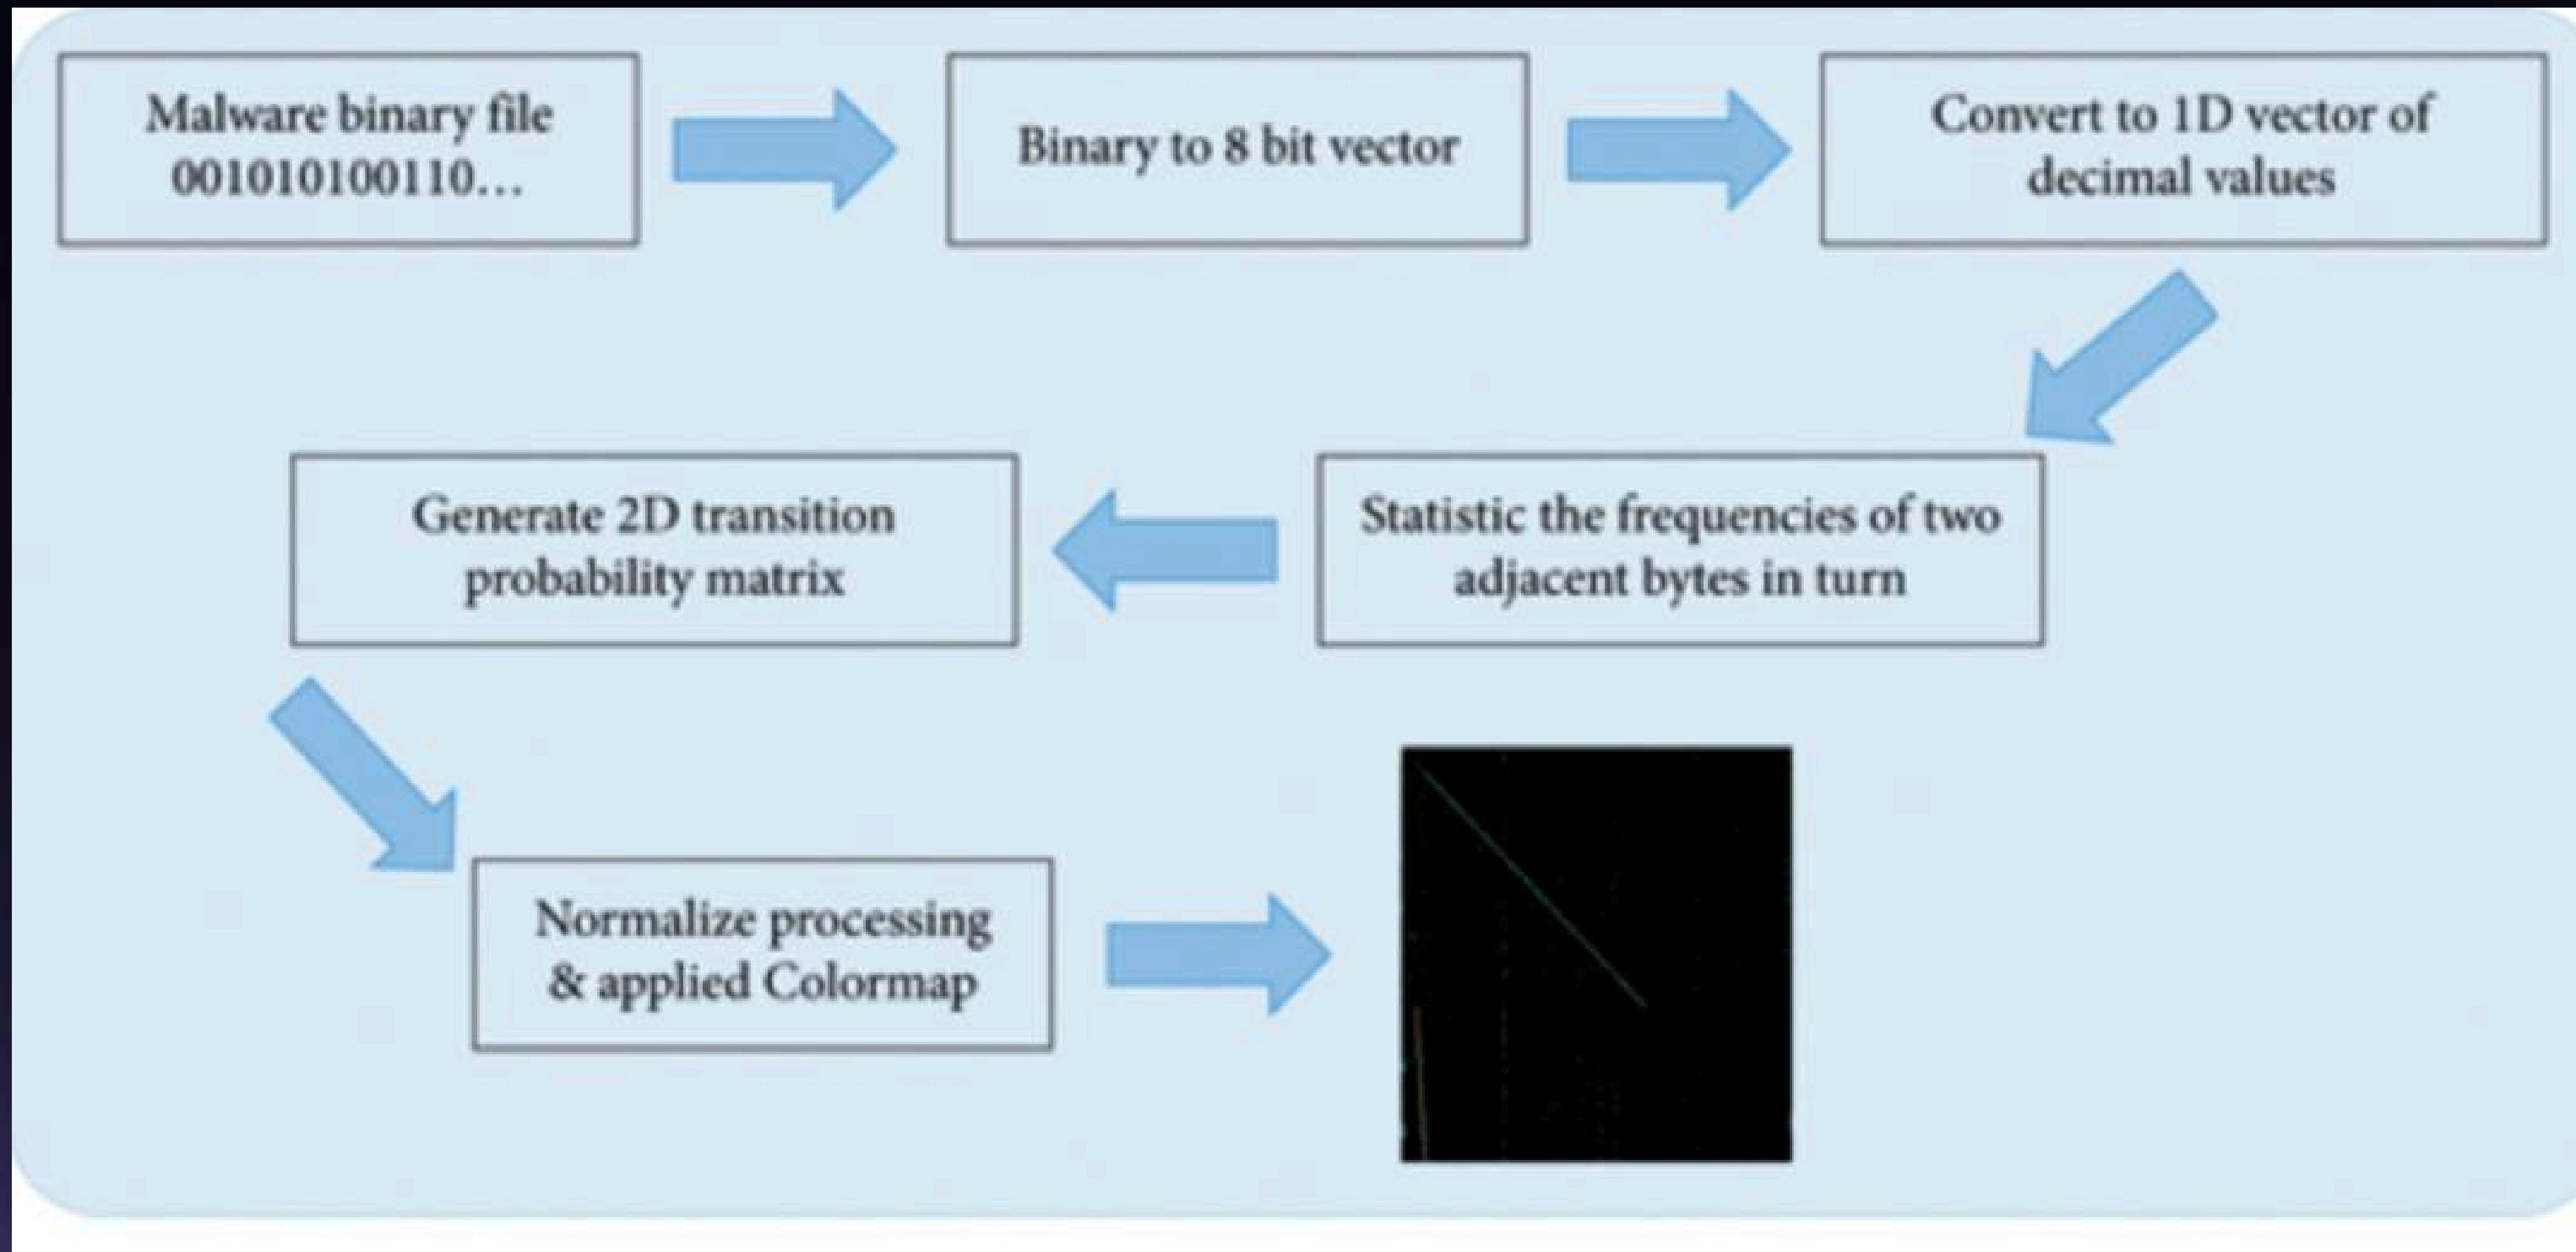 Malware binary file
001010100110...
Binary to 8 bit vector
Convert to 1D vector of
decimal values
Statistic the frequencies of two
adjacent bytes in turn
Generate 2D transition
probability matrix
Normalize processing
& applied Colormap